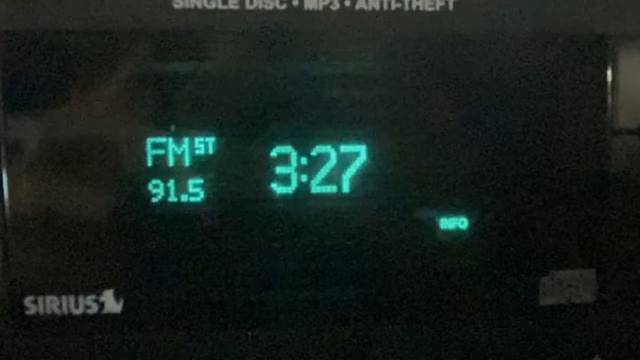 SINGLE DISC • MP3 • ANTI-THEFT
FM ST 3:27
91.5
INFO
SIRIUS